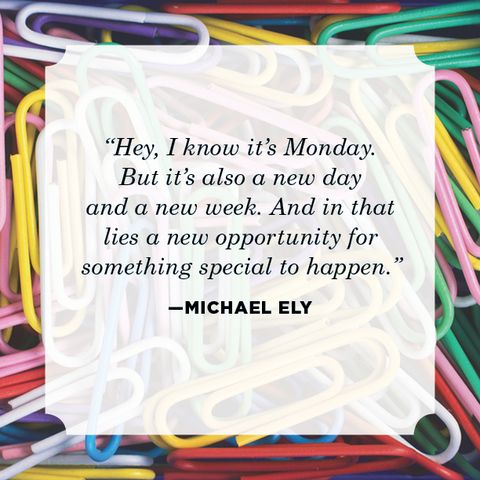 “Hey, I know it’s Monday.
But it’s also a new day
and a new week. And in that
lies a new opportunity for
something special to happen.”
—MICHAEL ELY